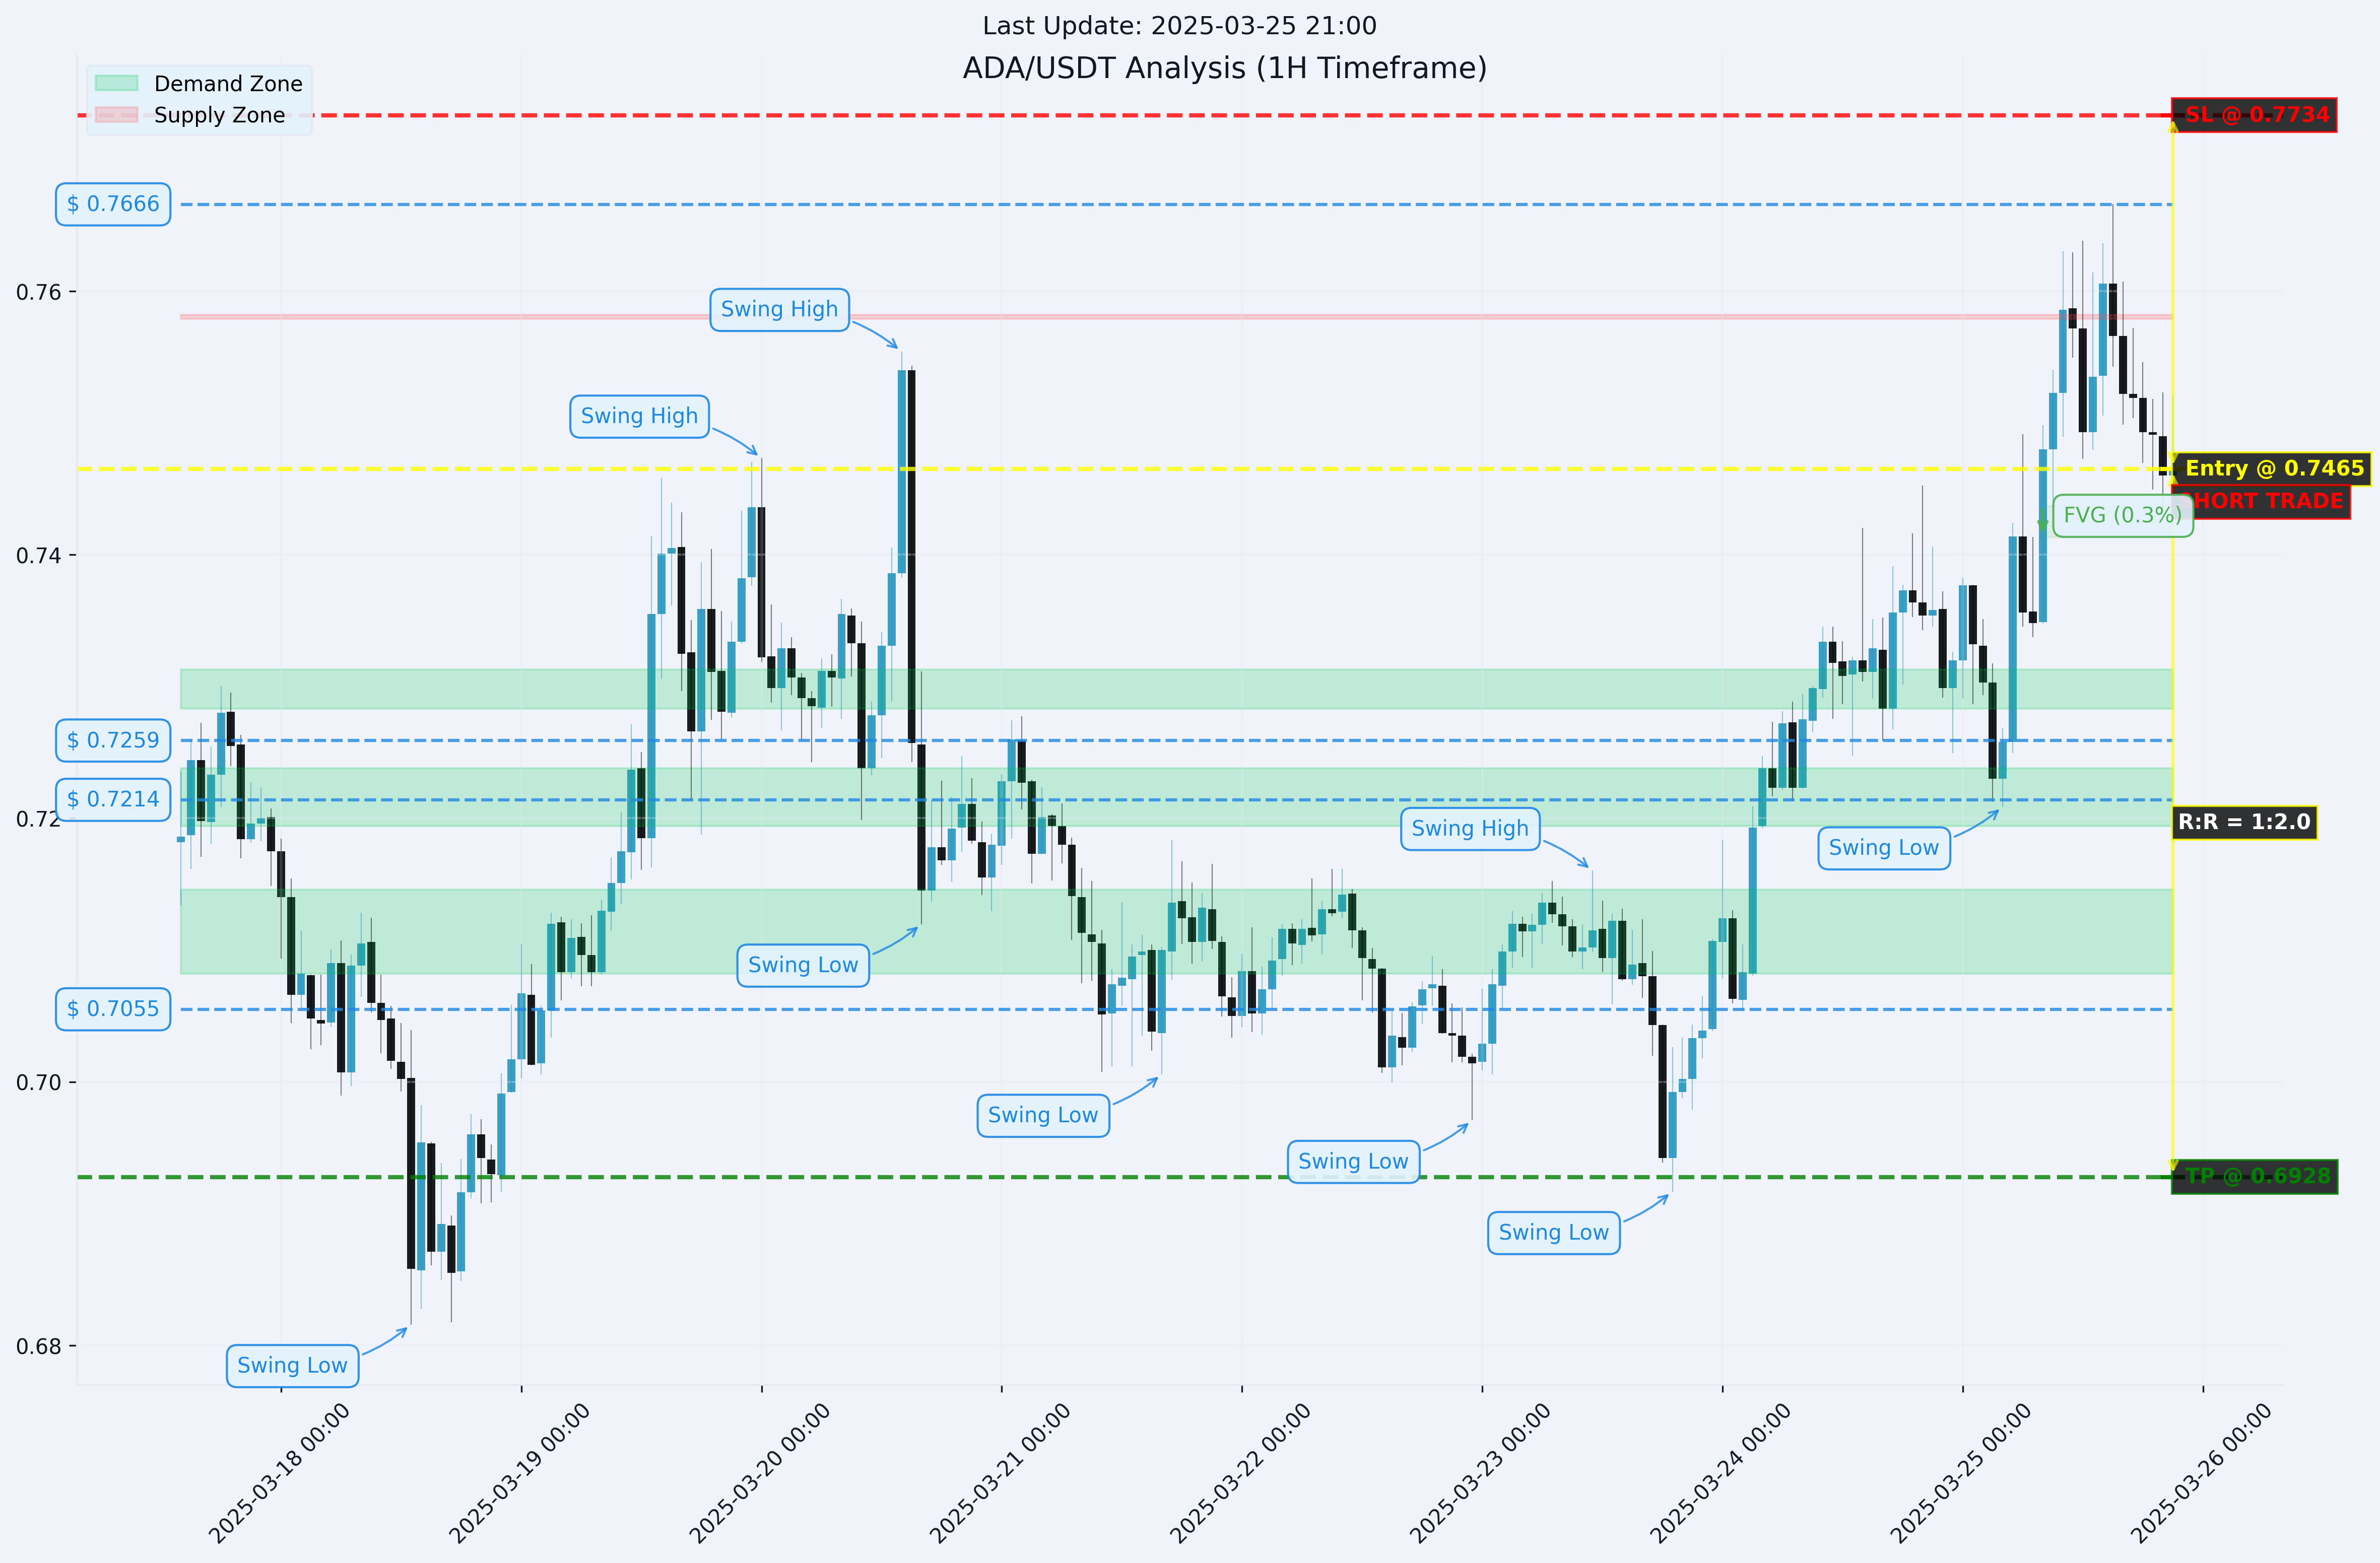 Last Update: 2025-03-25 21:00
ADA/USDT Analysis (1H Timeframe)
Demand Zone
Supply Zone
SL @ 0.7734
$ 0.7666
0.76
Swing High
Swing High
Entry @ 0.7465
SHORT TRADE
FVG (0.3%)
0.74
$ 0.7259
$ 0.7214
0.72
R:R = 1:2.0
Swing High
Swing Low
Swing Low
$ 0.7055
0.70
Swing Low
Swing Low
TP @ 0.6928
Swing Low
0.68
Swing Low
2025-03-18 00:00
2025-03-19 00:00
2025-03-20 00:00
2025-03-21 00:00
2025-03-22 00:00
2025-03-23 00:00
2025-03-24 00:00
2025-03-25 00:00
2025-03-26 00:00